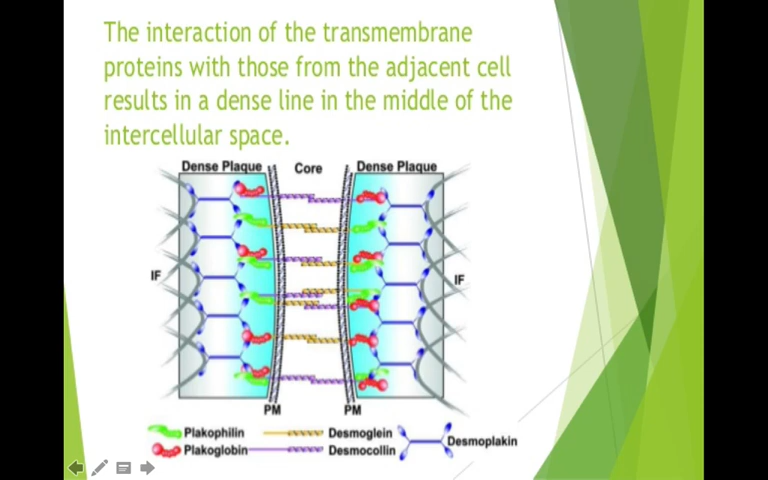 The interaction of the transmembrane
proteins with those from the adjacent cell
results in a dense line in the middle of the
intercellular space.
Dense Plaque Core Dense Plaque
IF IF
PM PM
Plakophilin Desmoglein Desmoplakin
Plakoglobin Desmocollin